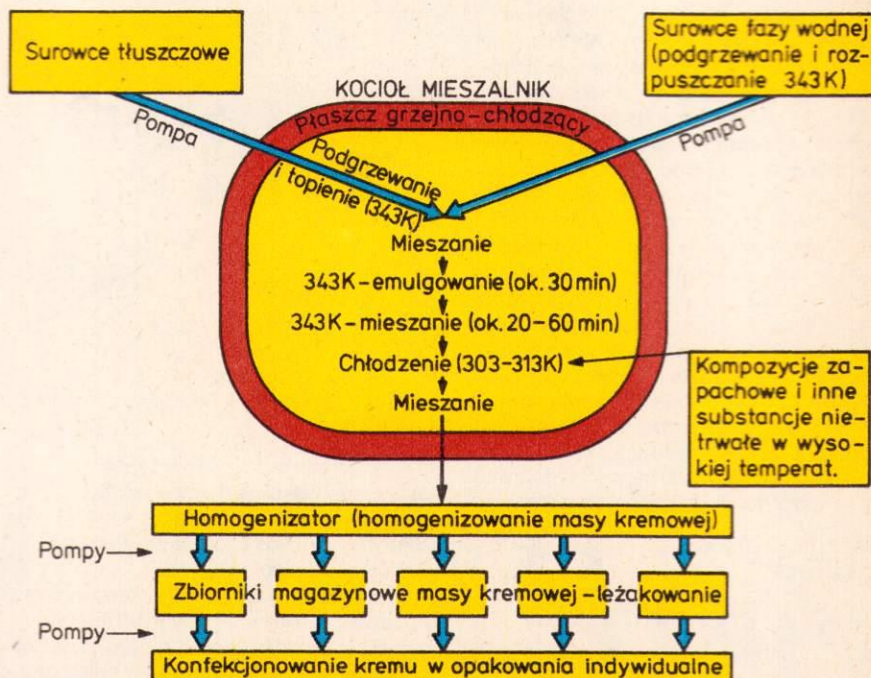 Surowce tłuszczowe
Surowce fazy wodnej
(podgrzewanie i roz-
puszczanie 343K)
KOCIOŁ MIESZALNIK
Płaszcz grzejno-chłodzący
Pompa
Pompa
Podgrzewanie
i topienie (343K)
Mieszanie
343K-emulgowanie (ok. 30 min)
343K-mieszanie (ok. 20-60 min)
Chłodzenie (303-313K)
Mieszanie
Kompozycje za-
pachowe i inne
substancje nie-
trwałe w wyso-
kiej temperat.
Homogenizator (homogenizowanie masy kremowej)
Pompy
Zbiorniki magazynowe masy kremowej-leżakowanie
Pompy
Konfekcjonowanie kremu w opakowania indywidualne